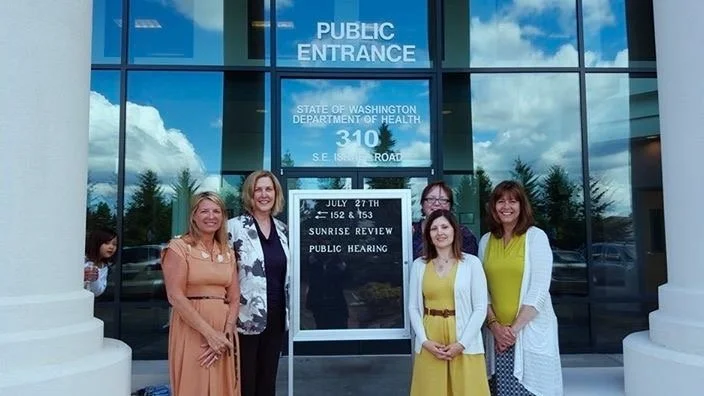 PUBLIC
ENTRANCE
STATE OF WASHINGTON
DEPARTMENT OF HEALTH
310
S.E. ISRAEL ROAD
JULY 27TH
←152 & 153
SUNRISE REVIEW
PUBLIC HEARING